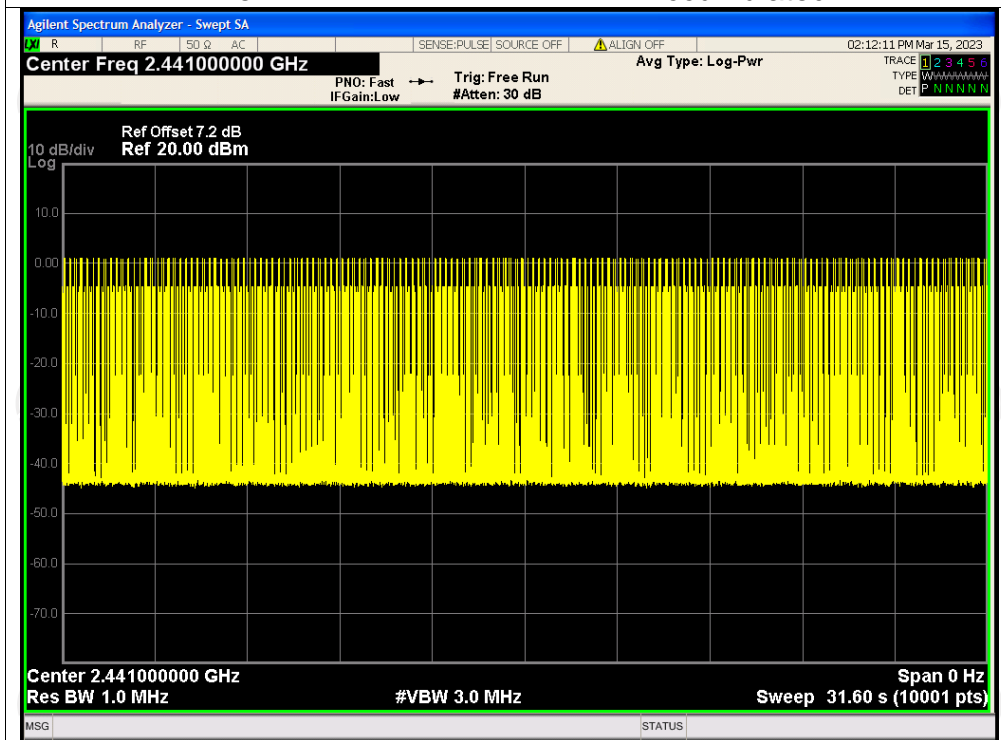 Agilent Spectrum Analyzer - Swept SA
LXI R RF 50 Ω AC SENSE:PULSE SOURCE OFF ALIGN OFF 02:12:11 PM Mar 15, 2023
Center Freq 2.441000000 GHz Avg Type: Log-Pwr TRACE 1 2 3 4 5 6
PNO: Fast Trig: Free Run TYPE WWWWWW
IFGain:Low #Atten: 30 dB DET P N N N N N
Ref Offset 7.2 dB
10 dB/div Ref 20.00 dBm
Log
10.0
0.00
-10.0
-20.0
-30.0
-40.0
-50.0
-60.0
-70.0
Center 2.441000000 GHz Span 0 Hz
Res BW 1.0 MHz #VBW 3.0 MHz Sweep 31.60 s (10001 pts)
MSG STATUS